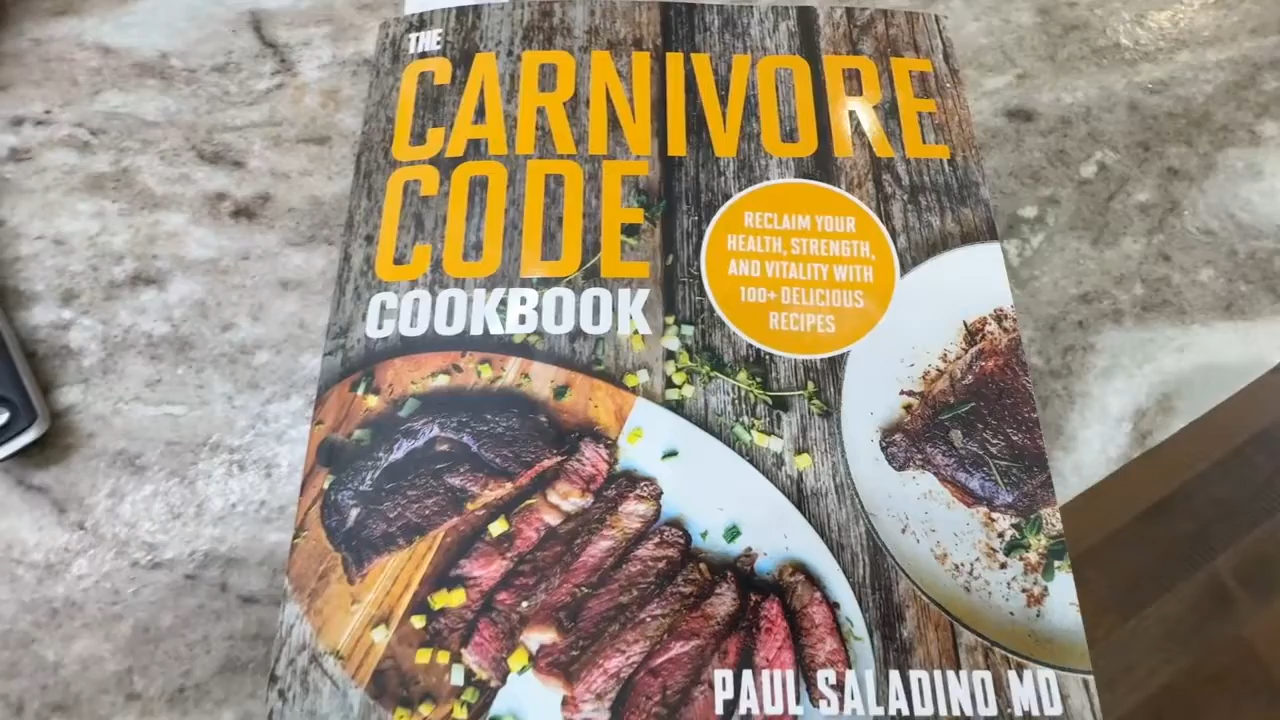 THE
CARNIVORE
CODE
COOKBOOK
RECLAIM YOUR
HEALTH, STRENGTH,
AND VITALITY WITH
100+ DELICIOUS
RECIPES
PAUL SALADINO MD